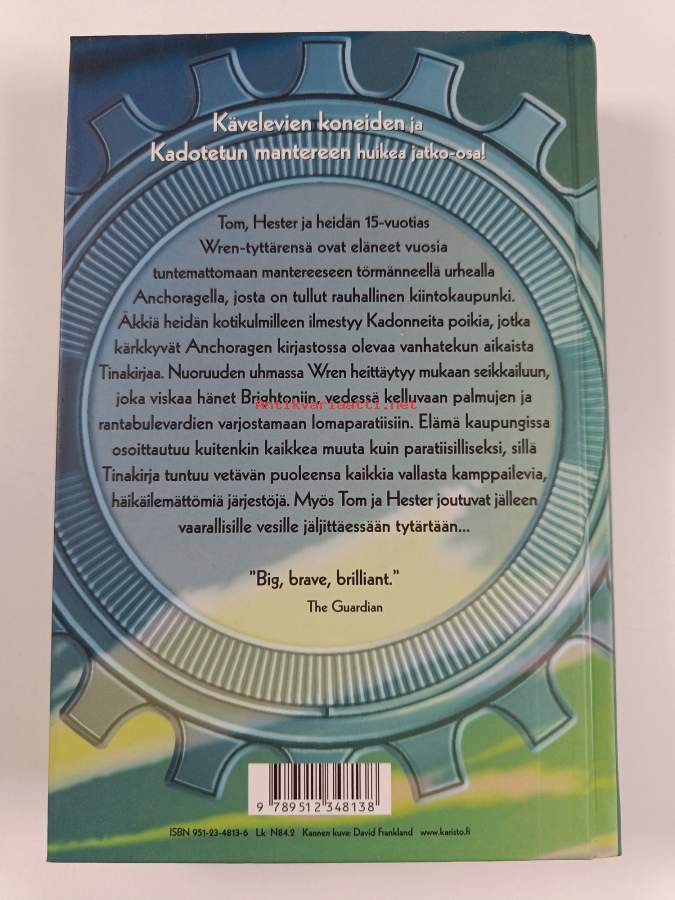 Kävelevien koneiden ja
Kadotetun mantereen huikea jatko-osa!
Tom, Hester ja heidän 15-vuotias
Wren-tyttärensä ovat eläneet vuosia
tuntemattomaan mantereeseen törmänneellä urhealla
Anchoragella, josta on tullut rauhallinen kiintokaupunki.
Äkkiä heidän kotikulmilleen ilmestyy Kadonneita poikia, jotka
kärkkyvät Anchoragen kirjastossa olevaa vanhatekun aikaista
Tinakirjaa. Nuoruuden uhmassa Wren heittäytyy mukaan seikkailuun,
joka viskaa hänet Brightoniin, vedessä kelluvaan palmujen ja
antikvariaatti.net
rantabulevardien varjostamaan lomaparatiisiin. Elämä kaupungissa
osoittautuu kuitenkin kaikkea muuta kuin paratiisilliseksi, sillä
Tinakirja tuntuu vetävän puoleensa kaikkia vallasta kamppailevia,
häikäilemättömiä järjestöjä. Myös Tom ja Hester joutuvat jälleen
vaarallisille vesille jäljittäessään tytärtään...
"Big, brave, brilliant."
The Guardian
9 789512 348138
ISBN 951-23-4813-6 Lk N84.2 Kannen kuva: David Frankland www.karisto.fi